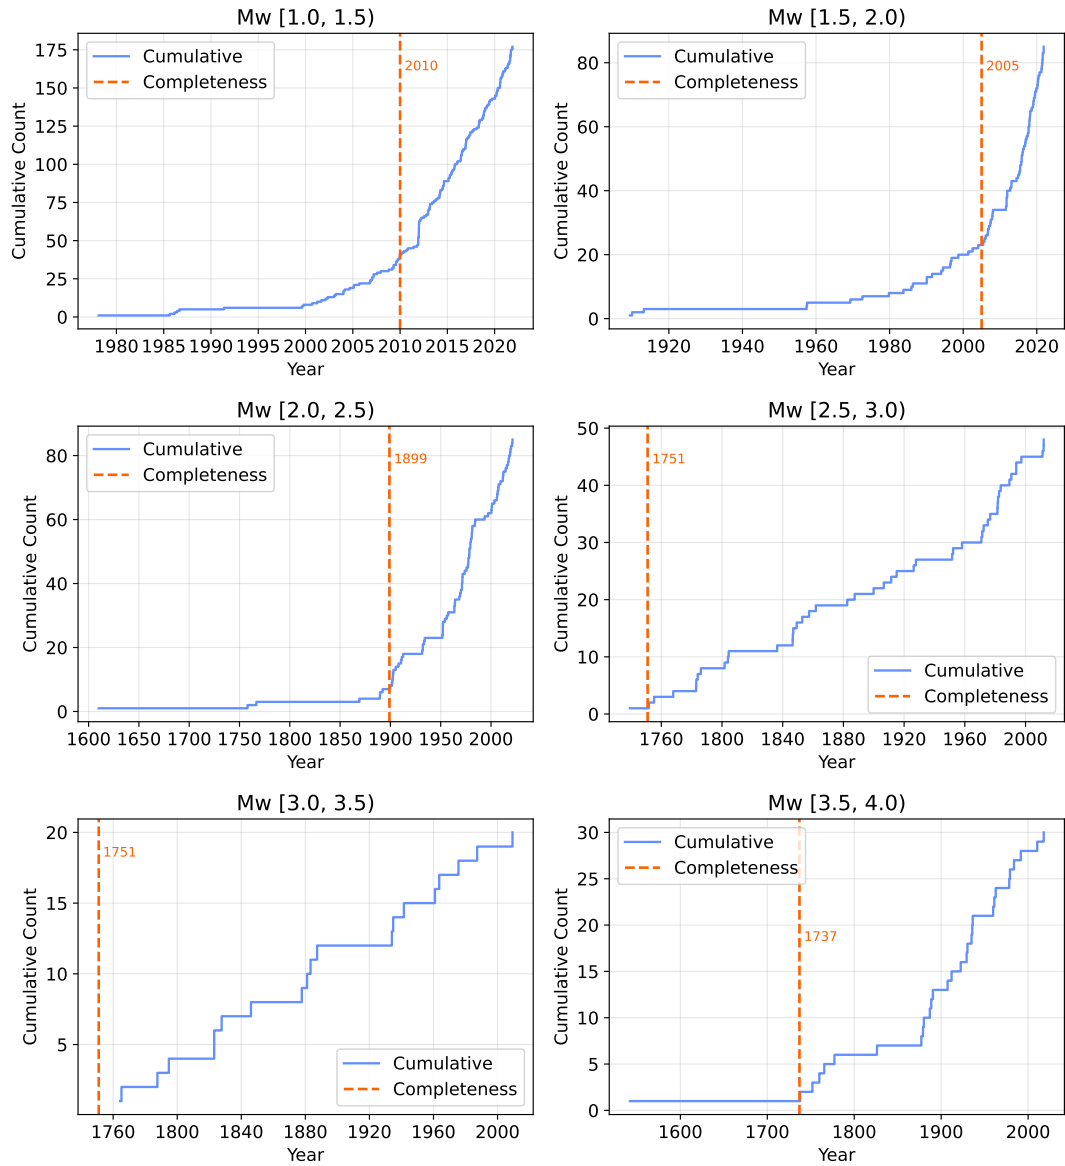 Mw [1.0, 1.5)
Cumulative Count
175
150
125
100
75
50
25
0
Cumulative
Completeness
2010
1980 1985 1990 1995 2000 2005 2010 2015 2020
Year
Mw [1.5, 2.0)
Cumulative Count
80
60
40
20
0
Cumulative
Completeness
2005
1920 1940 1960 1980 2000 2020
Year
Mw [2.0, 2.5)
Cumulative Count
80
60
40
20
0
Cumulative
Completeness
1899
1600 1650 1700 1750 1800 1850 1900 1950 2000
Year
Mw [2.5, 3.0)
Cumulative Count
50
40
30
20
10
0
1751
Cumulative
Completeness
1760 1800 1840 1880 1920 1960 2000
Year
Mw [3.0, 3.5)
Cumulative Count
20
15
10
5
1751
Cumulative
Completeness
1760 1800 1840 1880 1920 1960 2000
Year
Mw [3.5, 4.0)
Cumulative Count
30
25
20
15
10
5
0
Cumulative
Completeness
1737
1600 1700 1800 1900 2000
Year